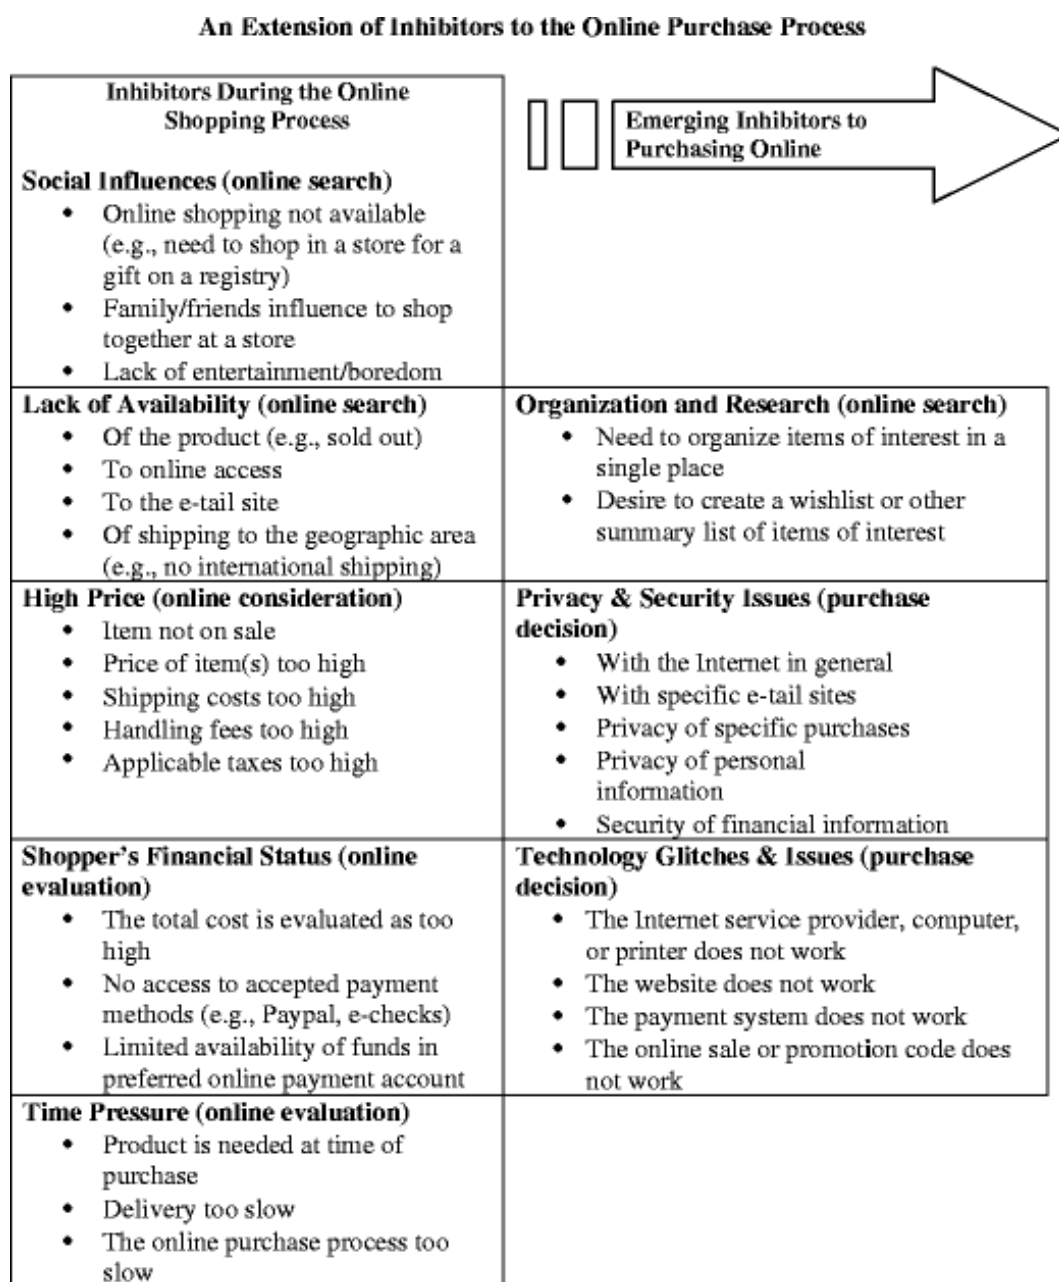 An Extension of Inhibitors to the Online Purchase Process
Inhibitors During the Online
Shopping Process
Emerging Inhibitors to
Purchasing Online
Social Influences (online search)
• Online shopping not available
(e.g., need to shop in a store for a
gift on a registry)
• Family/friends influence to shop
together at a store
• Lack of entertainment/boredom
Lack of Availability (online search)
• Of the product (e.g., sold out)
• To online access
• To the e-tail site
• Of shipping to the geographic area
(e.g., no international shipping)
Organization and Research (online search)
• Need to organize items of interest in a
single place
• Desire to create a wishlist or other
summary list of items of interest
High Price (online consideration)
• Item not on sale
• Price of item(s) too high
• Shipping costs too high
• Handling fees too high
• Applicable taxes too high
Privacy & Security Issues (purchase
decision)
• With the Internet in general
• With specific e-tail sites
• Privacy of specific purchases
• Privacy of personal
information
• Security of financial information
Shopper's Financial Status (online
evaluation)
• The total cost is evaluated as too
high
• No access to accepted payment
methods (e.g., Paypal, e-checks)
• Limited availability of funds in
preferred online payment account
Technology Glitches & Issues (purchase
decision)
• The Internet service provider, computer,
or printer does not work
• The website does not work
• The payment system does not work
• The online sale or promotion code does
not work
Time Pressure (online evaluation)
• Product is needed at time of
purchase
• Delivery too slow
• The online purchase process too
slow